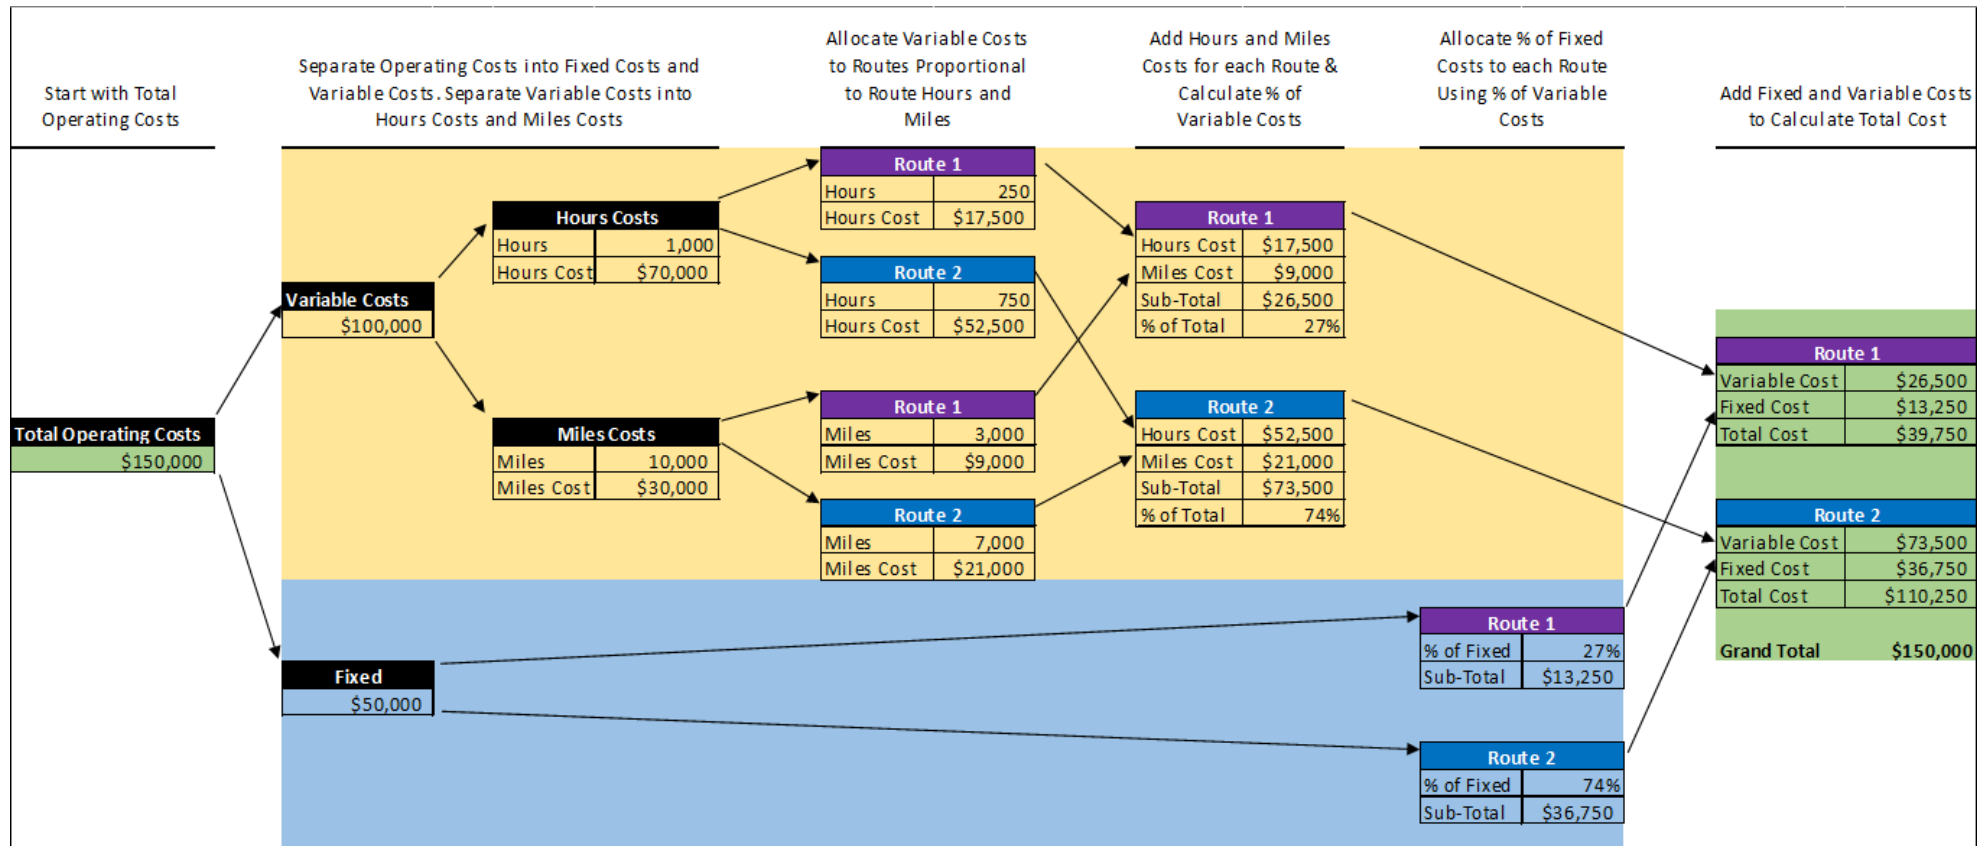 Start with Total
Operating Costs
Separate Operating Costs into Fixed Costs and
Variable Costs. Separate Variable Costs into
Hours Costs and Miles Costs
Allocate Variable Costs
to Routes Proportional
to Route Hours and
Miles
Add Hours and Miles
Costs for each Route &
Calculate % of
Variable Costs
Allocate % of Fixed
Costs to each Route
Using % of Variable
Costs
Add Fixed and Variable Costs
to Calculate Total Cost
Total Operating Costs
$150,000
Variable Costs
$100,000
Fixed
$50,000
Hours Costs
Hours 1,000
Hours Cost $70,000
Miles Costs
Miles 10,000
Miles Cost $30,000
Route 1
Hours 250
Hours Cost $17,500
Route 2
Hours 750
Hours Cost $52,500
Route 1
Miles 3,000
Miles Cost $9,000
Route 2
Miles 7,000
Miles Cost $21,000
Route 1
Hours Cost $17,500
Miles Cost $9,000
Sub-Total $26,500
% of Total 27%
Route 2
Hours Cost $52,500
Miles Cost $21,000
Sub-Total $73,500
% of Total 74%
Route 1
% of Fixed 27%
Sub-Total $13,250
Route 2
% of Fixed 74%
Sub-Total $36,750
Route 1
Variable Cost $26,500
Fixed Cost $13,250
Total Cost $39,750
Route 2
Variable Cost $73,500
Fixed Cost $36,750
Total Cost $110,250
Grand Total $150,000